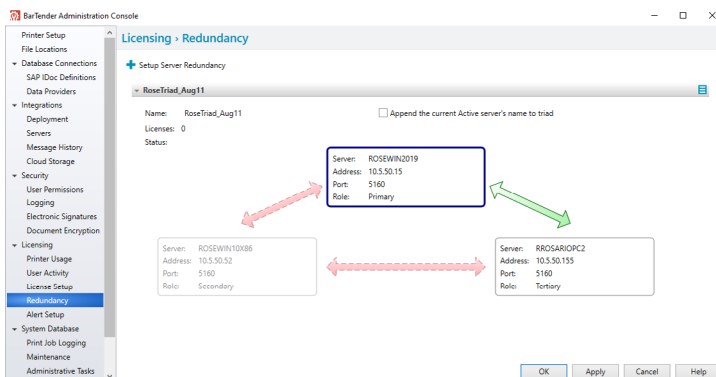 BarTender Administration Console
Printer Setup
File Locations
Database Connections
SAP IDoc Definitions
Data Providers
Integrations
Deployment
Servers
Message History
Cloud Storage
Security
User Permissions
Logging
Electronic Signatures
Document Encryption
Licensing
Printer Usage
User Activity
License Setup
Redundancy
Alert Setup
System Database
Print Job Logging
Maintenance
Administrative Tasks
Licensing › Redundancy
Setup Server Redundancy
RoseTriad_Aug11
Name: RoseTriad_Aug11
Append the current Active server's name to triad
Licenses: 0
Status:
Server: ROSEWIN2019
Address: 10.5.50.15
Port: 5160
Role: Primary
Server: ROSEWIN10X86
Address: 10.5.50.52
Port: 5160
Role: Secondary
Server: RROSARIOPC2
Address: 10.5.50.155
Port: 5160
Role: Tertiary
OK Apply Cancel Help